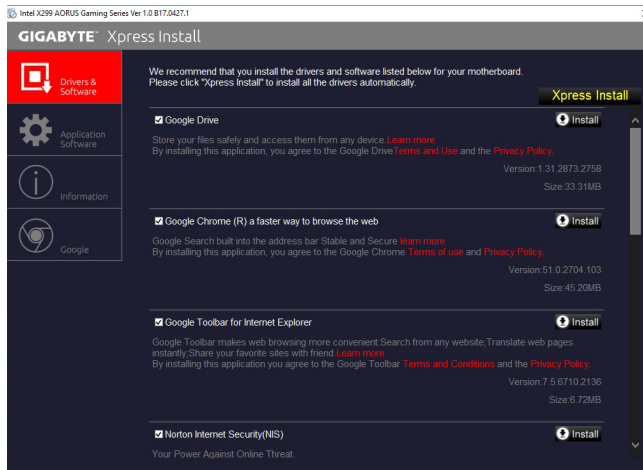 Intel X299 AORUS Gaming Series Ver 1.0 B17.0427.1
GIGABYTE™ Xpress Install
Drivers &
Software
Application
Software
Information
Google
We recommend that you install the drivers and software listed below for your motherboard.
Please click "Xpress Install" to install all the drivers automatically.
Xpress Install
Google Drive
Install
Store your files safely and access them from any device.Learn more
By installing this application, you agree to the Google DriveTerms and Use and the Privacy Policy.
Version:1.31.2873.2758
Size:33.31MB
Google Chrome (R) a faster way to browse the web
Install
Google Search built into the address bar Stable and Secure learn more
By installing this application, you agree to the Google Chrome Terms of use and Privacy Policy.
Version:51.0.2704.103
Size:45.20MB
Google Toolbar for Internet Explorer
Install
Google Toolbar makes web browsing more convenient:Search from any website;Translate web pages
instantly;Share your favorite sites with friend.Learn more
By installing this application you agree to the Google Toolbar Terms and Conditions and the Privacy Policy.
Version:7.5.6710.2136
Size:6.72MB
Norton Internet Security(NIS)
Install
Your Power Against Online Threat.